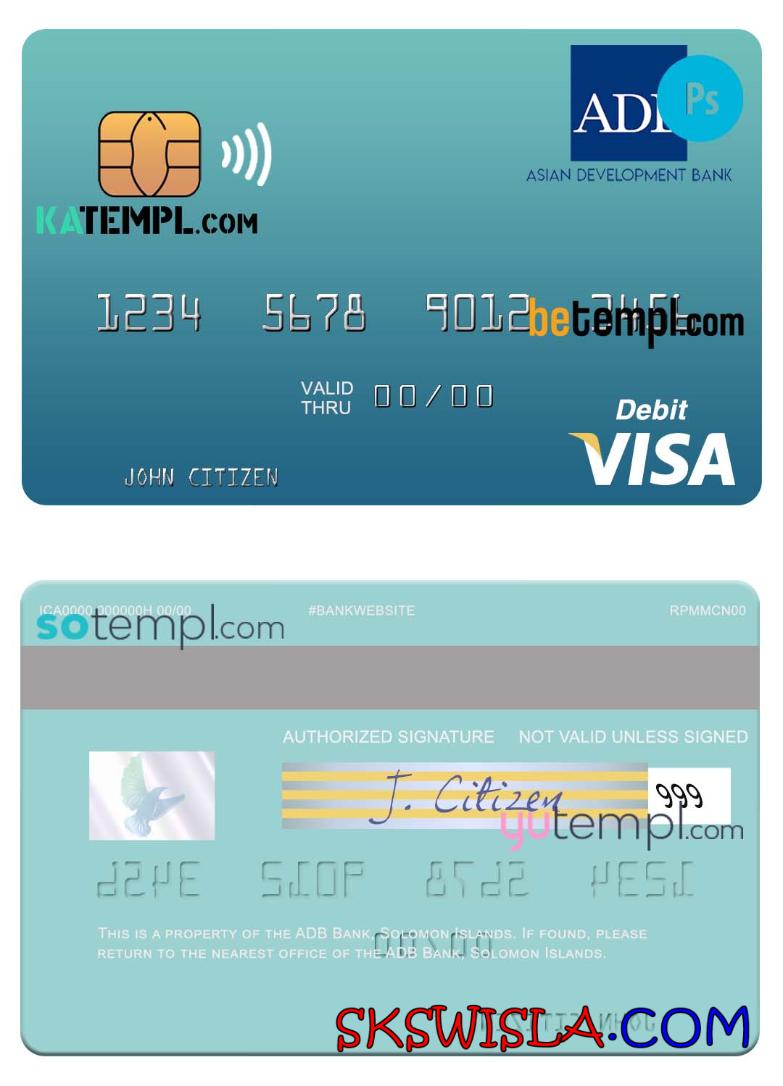 ADB
Ps
ASIAN DEVELOPMENT BANK
KATEMPL.COM
1234 5678 9012 3456
betempl.com
VALID THRU 00/00
Debit
VISA
JOHN CITIZEN
ICA0000 000000H 00/00 #BANKWEBSITE RPMMCN00
sotempl.com
AUTHORIZED SIGNATURE NOT VALID UNLESS SIGNED
J. Citizen 999
yutempl.com
THIS IS A PROPERTY OF THE ADB BANK, SOLOMON ISLANDS. IF FOUND, PLEASE
RETURN TO THE NEAREST OFFICE OF THE ADB BANK, SOLOMON ISLANDS.
SKSWISLA.COM